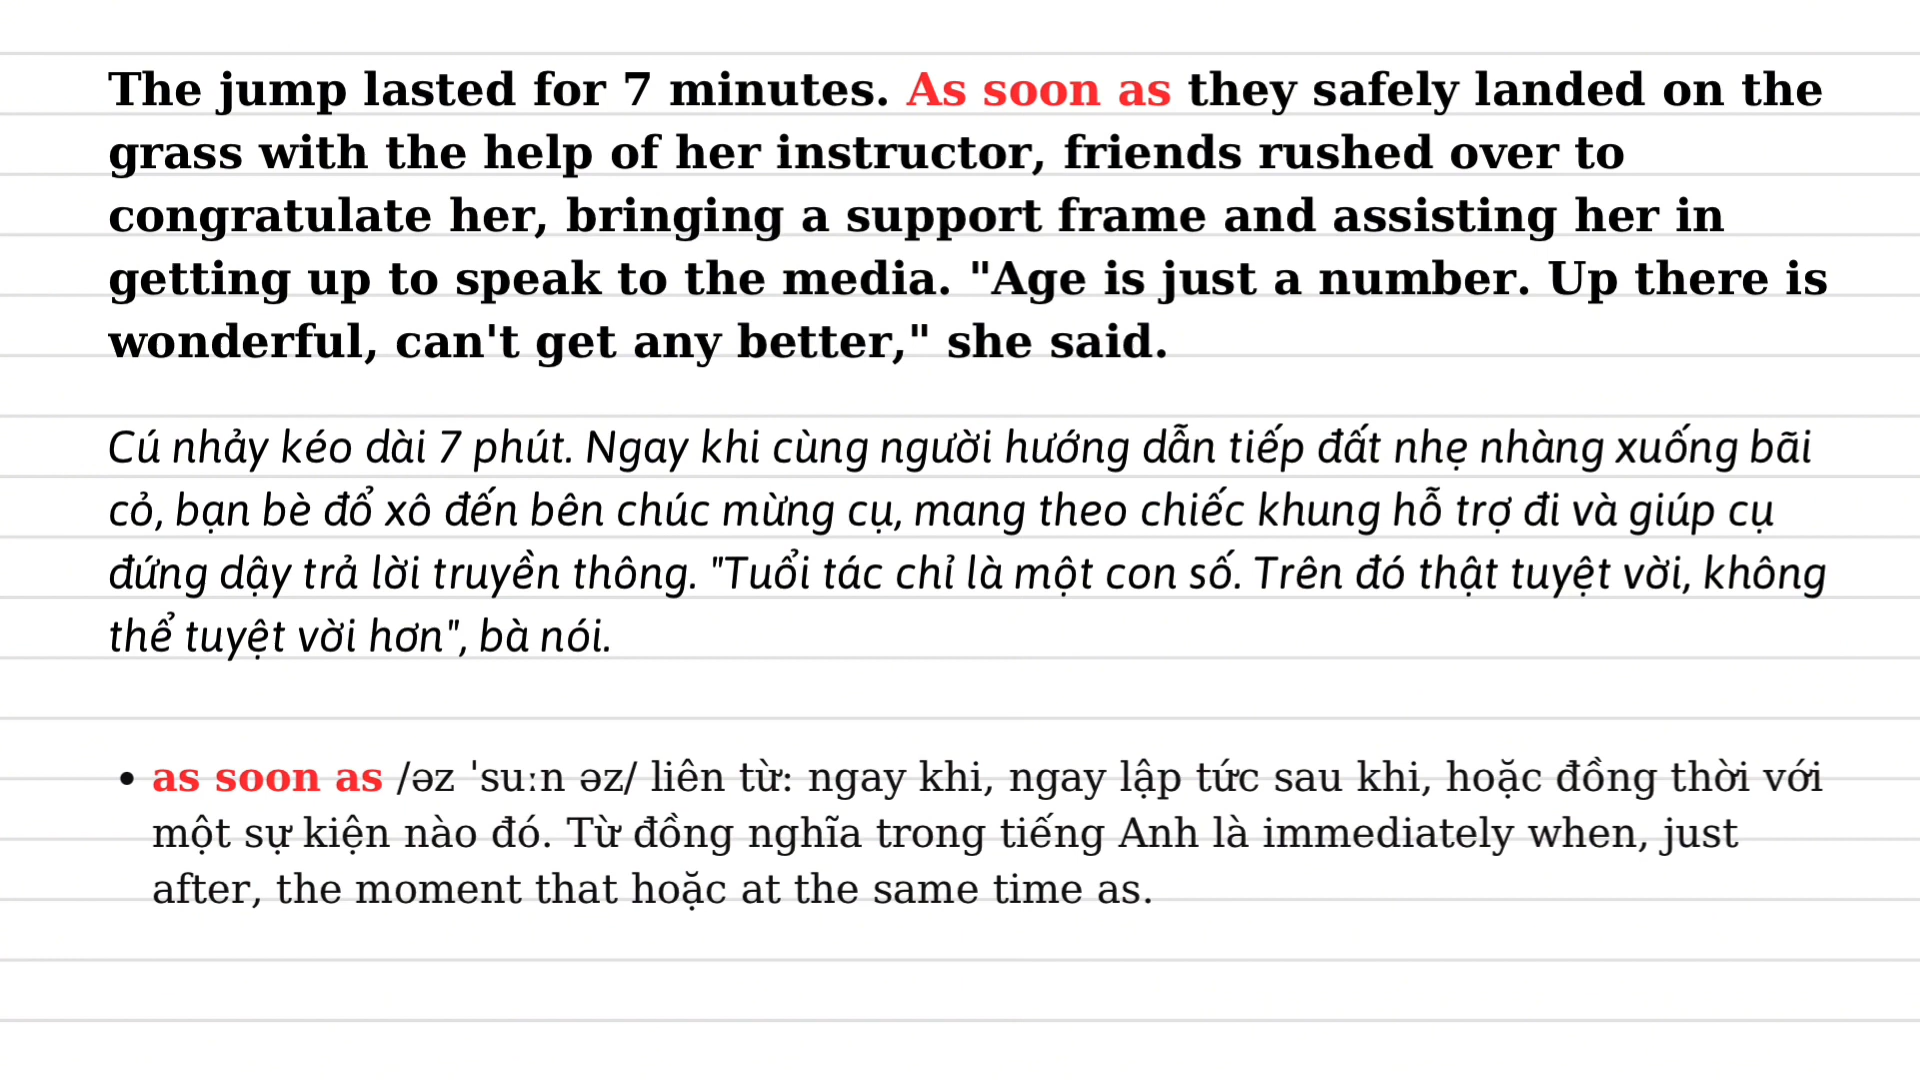 The jump lasted for 7 minutes. As soon as they safely landed on the
grass with the help of her instructor, friends rushed over to
congratulate her, bringing a support frame and assisting her in
getting up to speak to the media. "Age is just a number. Up there is
wonderful, can't get any better," she said.
Cú nhảy kéo dài 7 phút. Ngay khi cùng người hướng dẫn tiếp đất nhẹ nhàng xuống bãi
cỏ, bạn bè đổ xô đến bên chúc mừng cụ, mang theo chiếc khung hỗ trợ đi và giúp cụ
đứng dậy trả lời truyền thông. "Tuổi tác chỉ là một con số. Trên đó thật tuyệt vời, không
thể tuyệt vời hơn", bà nói.
• as soon as /əz ˈsuːn əz/ liên từ: ngay khi, ngay lập tức sau khi, hoặc đồng thời với
một sự kiện nào đó. Từ đồng nghĩa trong tiếng Anh là immediately when, just
after, the moment that hoặc at the same time as.